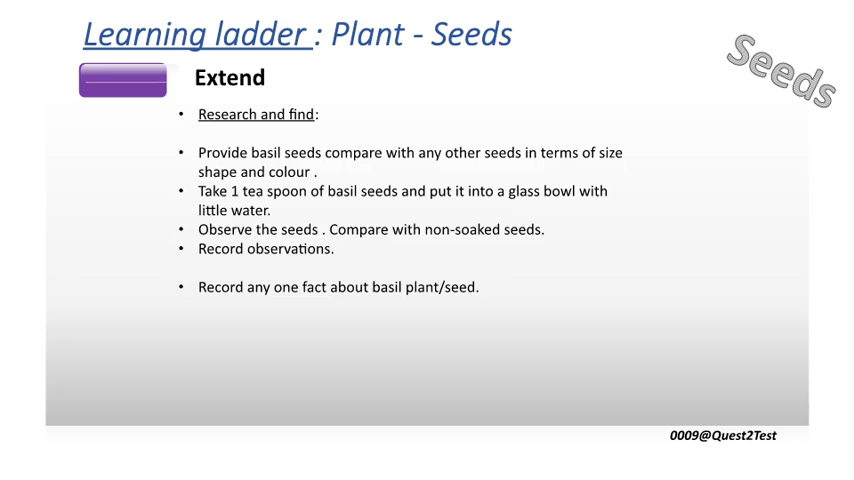 Learning ladder : Plant - Seeds
Seeds
Extend
• Research and find:
• Provide basil seeds compare with any other seeds in terms of size
shape and colour .
• Take 1 tea spoon of basil seeds and put it into a glass bowl with
little water.
• Observe the seeds . Compare with non-soaked seeds.
• Record observations.
• Record any one fact about basil plant/seed.
0009@Quest2Test